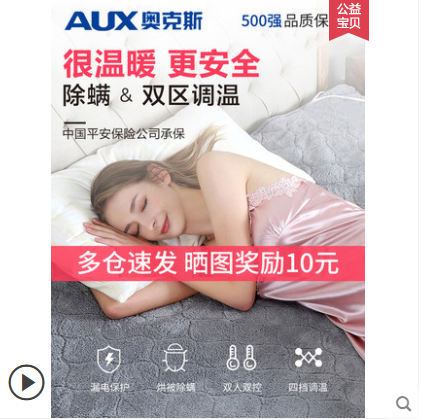 AUX奥克斯
500强品质保
公益
宝贝
很温暖 更安全
除螨 & 双区调温
中国平安保险公司承保
多仓速发 晒图奖励10元
漏电保护
烘被除螨
双人双控
四挡调温